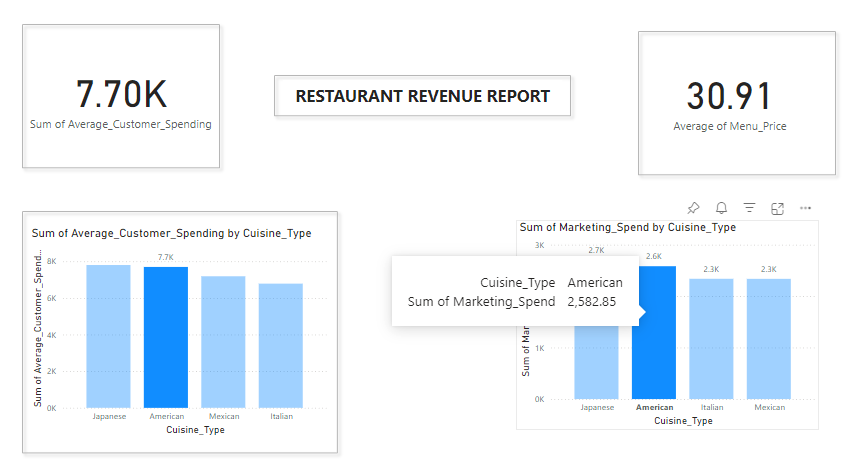 7.70K
Sum of Average_Customer_Spending
RESTAURANT REVENUE REPORT
30.91
Average of Menu_Price
Sum of Average_Customer_Spending by Cuisine_Type
Sum of Average_Customer_Spend...
8K
6K
4K
2K
0K
7.7K
Japanese American Mexican Italian
Cuisine_Type
Sum of Marketing_Spend by Cuisine_Type
Sum of Mar
3K
1K
0K
2.7K 2.6K 2.3K 2.3K
Cuisine_Type American
Sum of Marketing_Spend 2,582.85
Japanese American Italian Mexican
Cuisine_Type